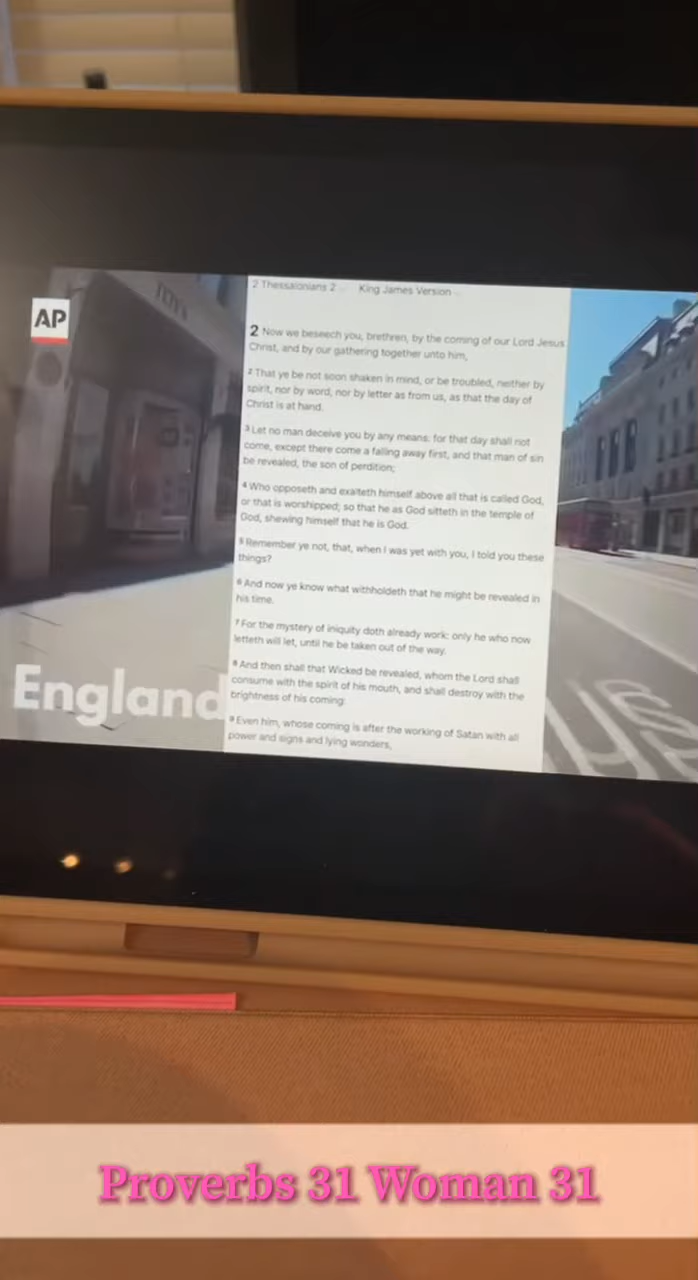 AP
2 Thessalonians 2 King James Version
2 Now we beseech you, brethren, by the coming of our Lord Jesus
Christ, and by our gathering together unto him,
2 That ye be not soon shaken in mind, or be troubled, neither by
spirit, nor by word, nor by letter as from us, as that the day of
Christ is at hand.
3 Let no man deceive you by any means: for that day shall not
come, except there come a falling away first, and that man of sin
be revealed, the son of perdition;
4 Who opposeth and exalteth himself above all that is called God,
or that is worshipped; so that he as God sitteth in the temple of
God, shewing himself that he is God.
5 Remember ye not, that, when I was yet with you, I told you these
things?
6 And now ye know what withholdeth that he might be revealed in
his time.
7 For the mystery of iniquity doth already work: only he who now
letteth will let, until he be taken out of the way.
8 And then shall that Wicked be revealed, whom the Lord shall
consume with the spirit of his mouth, and shall destroy with the
brightness of his coming:
9 Even him, whose coming is after the working of Satan with all
power and signs and lying wonders,
England
Proverbs 31 Woman 31